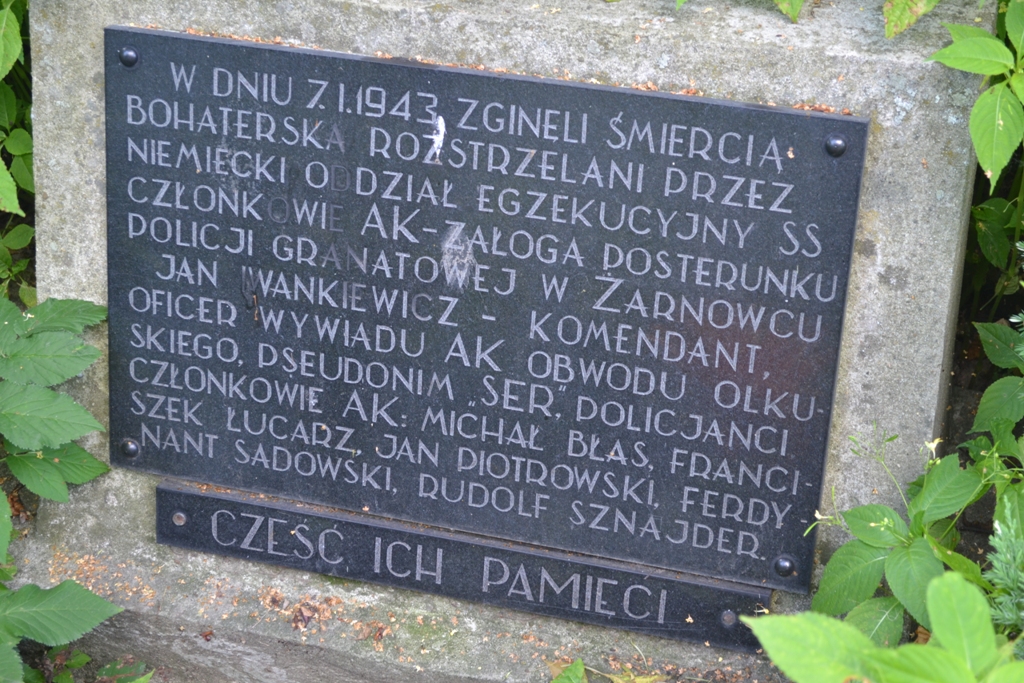 W DNIU 7.I.1943 ZGINELI ŚMIERCIĄ
BOHATERSKĄ ROZSTRZELANI PRZEZ
NIEMIECKI ODDZIAŁ EGZEKUCYJNY SS
CZŁONKOWIE AK-ZAŁOGA POSTERUNKU
POLICJI GRANATOWEJ W ŻARNOWCU
JAN IWANKIEWICZ - KOMENDANT,
OFICER WYWIADU AK OBWODU OLKU-
SKIEGO, PSEUDONIM „SER", POLICJANCI
CZŁONKOWIE AK: MICHAŁ BŁAS, FRANCI-
SZEK ŁUCARZ, JAN PIOTROWSKI, FERDY
NANT SADOWSKI, RUDOLF SZNAJDER.
CZEŚĆ ICH PAMIĘCI